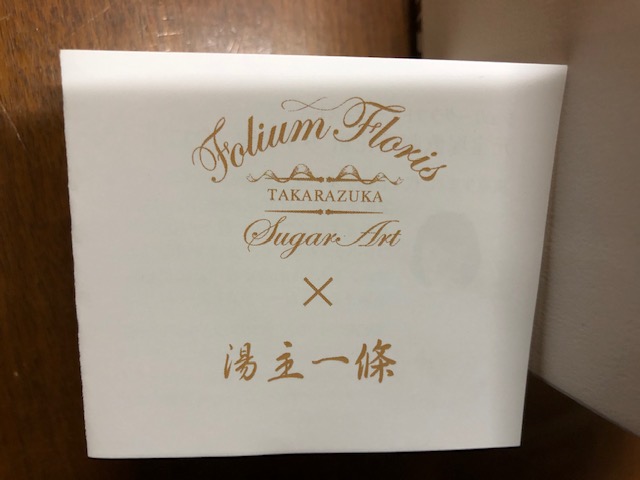 Folium Floris
TAKARAZUKA
Sugar Art
×
湯主一條